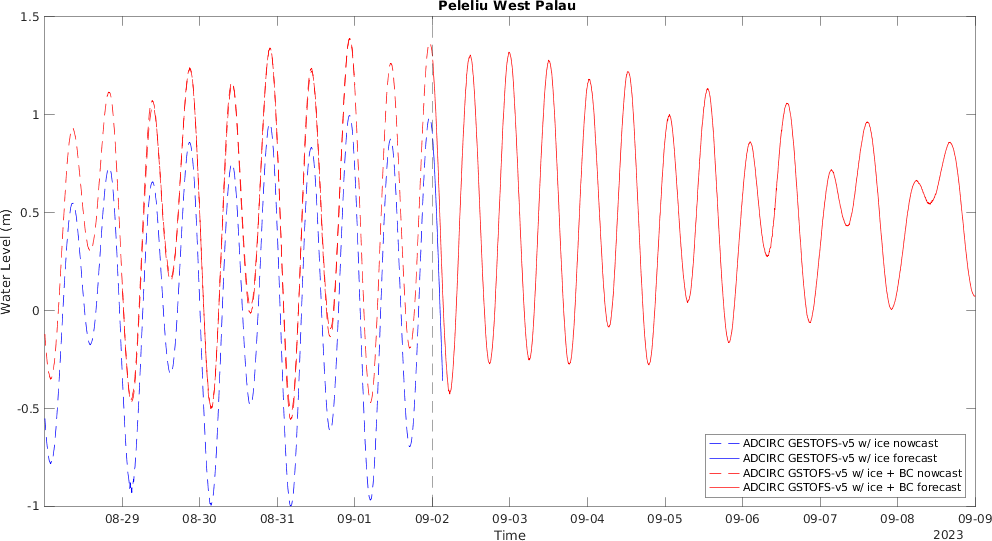 Peleliu West Palau
1.5
1
0.5
0
-0.5
-1
Water Level (m)
08-29 08-30 08-31 09-01 09-02 09-03 09-04 09-05 09-06 09-07 09-08 09-09
Time
2023
ADCIRC GESTOFS-v5 w/ ice nowcast
ADCIRC GESTOFS-v5 w/ ice forecast
ADCIRC GSTOFS-v5 w/ ice + BC nowcast
ADCIRC GSTOFS-v5 w/ ice + BC forecast